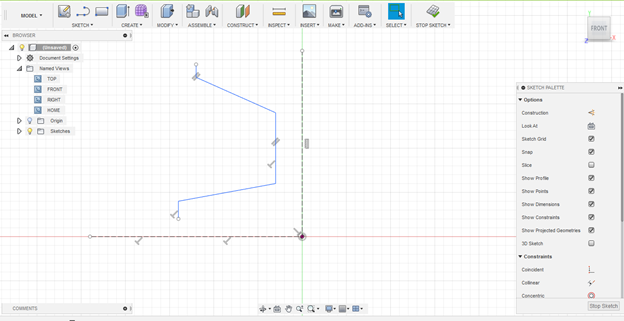 MODEL
SKETCH
CREATE
MODIFY
ASSEMBLE
CONSTRUCT
INSPECT
INSERT
MAKE
ADD-INS
SELECT
STOP SKETCH
BROWSER
(Unsaved)
Document Settings
Named Views
TOP
FRONT
RIGHT
HOME
Origin
Sketches
FRONT
SKETCH PALETTE
Options
Construction
Look At
Sketch Grid
Snap
Slice
Show Profile
Show Points
Show Dimensions
Show Constraints
Show Projected Geometries
3D Sketch
Constraints
Coincident
Collinear
Concentric
Stop Sketch
COMMENTS